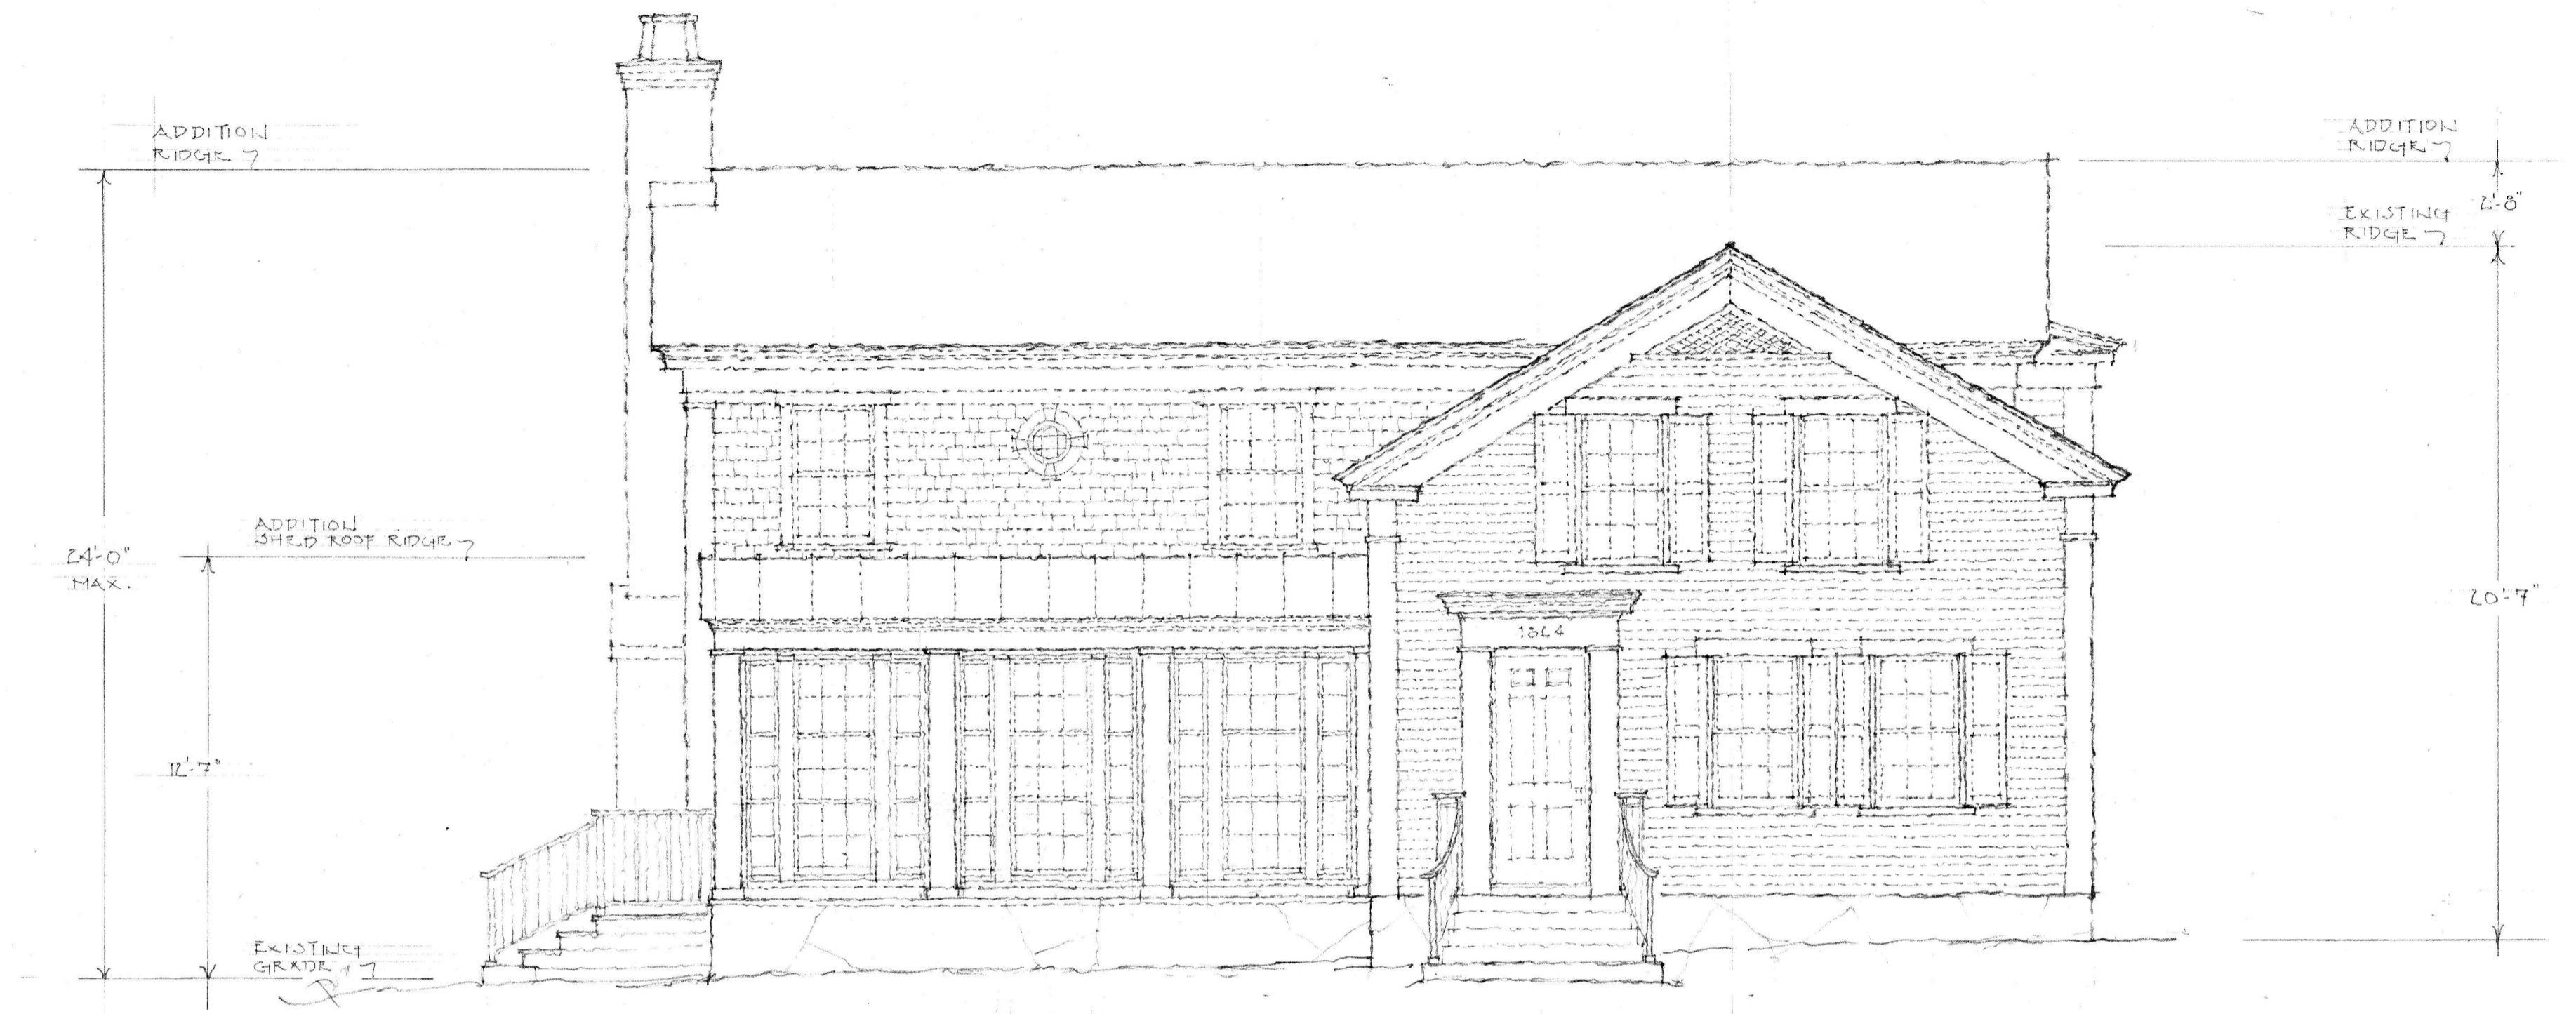 ADDITION
RIDGE
ADDITION
RIDGE
2'-8"
EXISTING
RIDGE
ADDITION
SHED ROOF RIDGE
24'-0"
MAX.
20'-7"
1864
12'-7"
EXISTING
GRADE